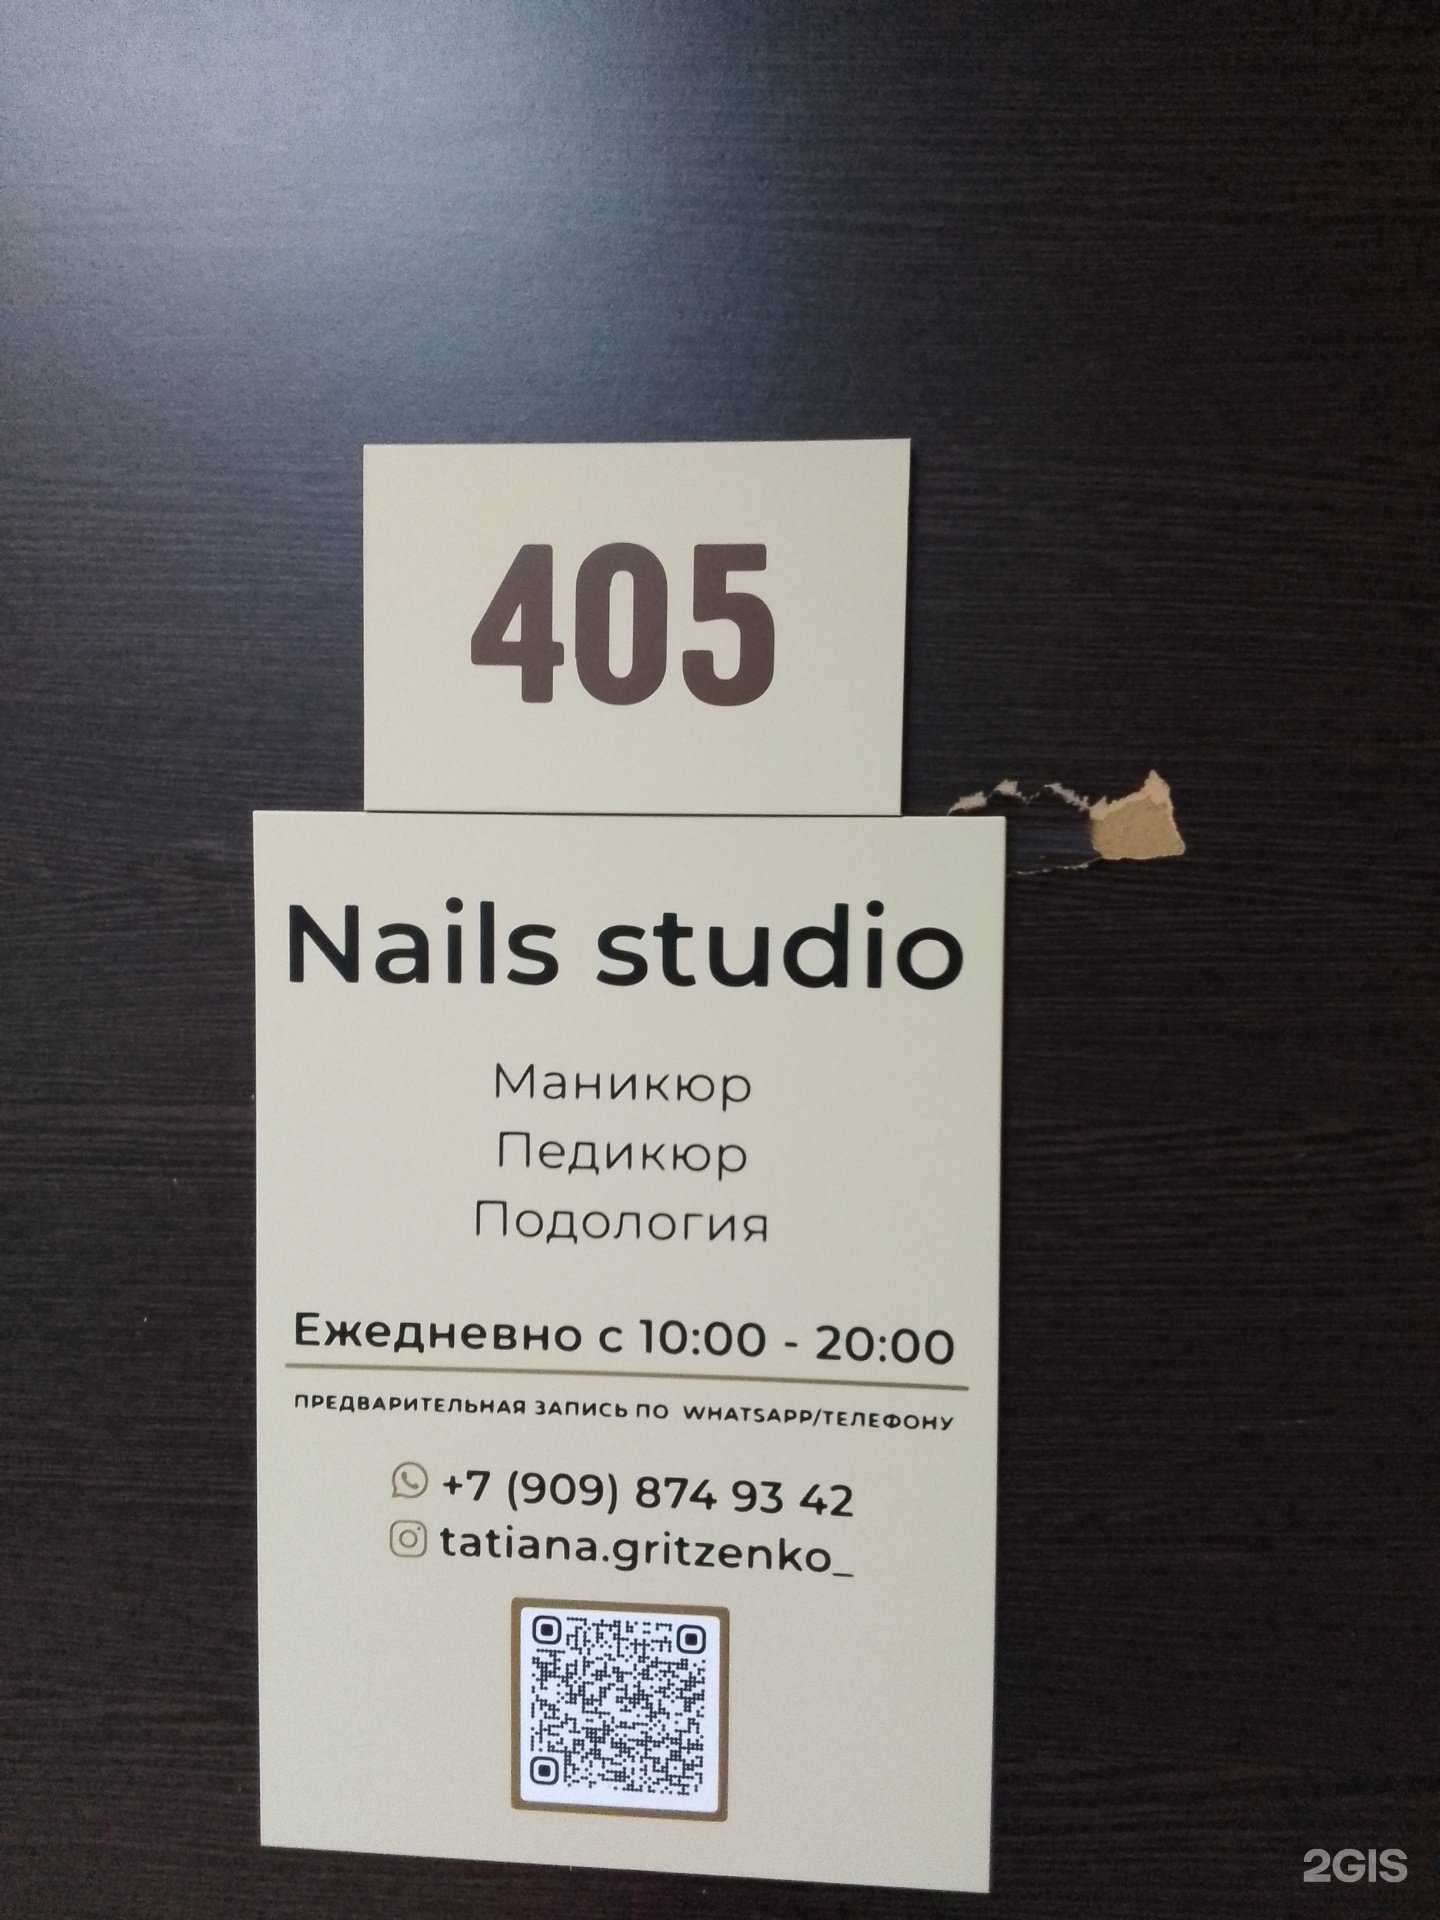 405
Nails studio
Маникюр
Педикюр
Подология
Ежедневно с 10:00 - 20:00
ПРЕДВАРИТЕЛЬНАЯ ЗАПИСЬ ПО WHATSAPP/ТЕЛЕФОНУ
+7 (909) 874 93 42
tatiana.gritzenko_
2GIS